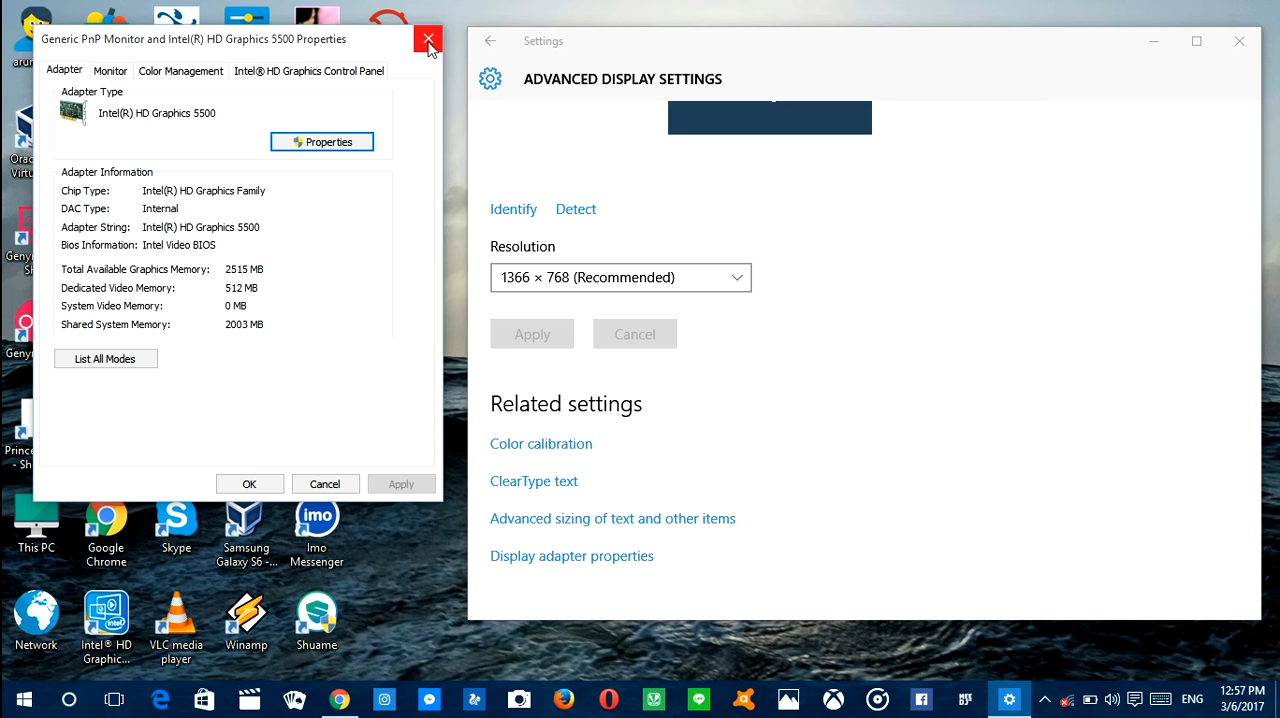 Generic PnP Monitor and Intel(R) HD Graphics 5500 Properties
Adapter
Monitor
Color Management
Intel® HD Graphics Control Panel
Adapter Type
Intel(R) HD Graphics 5500
Properties
Adapter Information
Chip Type: Intel(R) HD Graphics Family
DAC Type: Internal
Adapter String: Intel(R) HD Graphics 5500
Bios Information: Intel Video BIOS
Total Available Graphics Memory: 2515 MB
Dedicated Video Memory: 512 MB
System Video Memory: 0 MB
Shared System Memory: 2003 MB
List All Modes
OK
Cancel
Apply
Settings
ADVANCED DISPLAY SETTINGS
Identify
Detect
Resolution
1366 × 768 (Recommended)
Apply
Cancel
Related settings
Color calibration
ClearType text
Advanced sizing of text and other items
Display adapter properties
This PC
Google
Chrome
Skype
Samsung
Galaxy S6 -...
imo
Imo
Messenger
Network
Intel® HD
Graphic...
VLC media
player
Winamp
Shuame
ENG
12:57 PM
3/6/2017